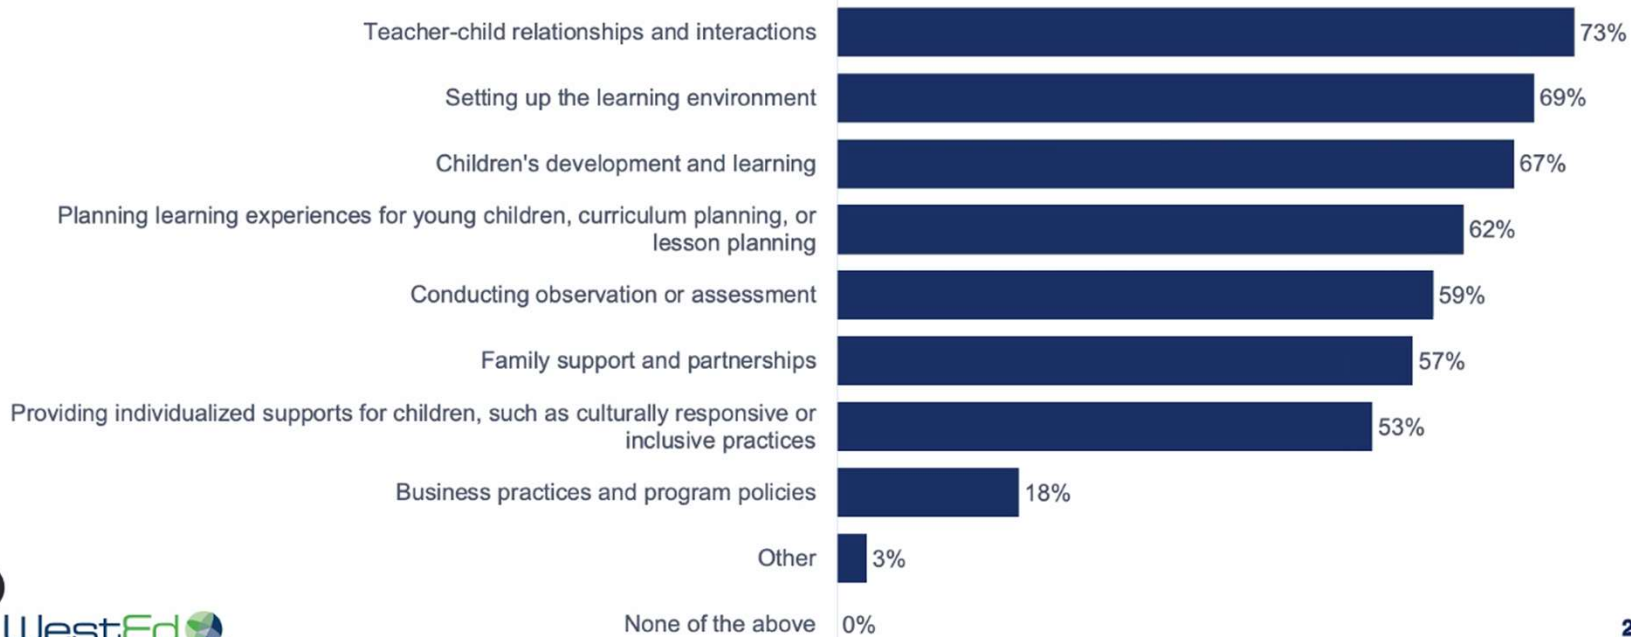 Teacher-child relationships and interactions 73%
Setting up the learning environment 69%
Children's development and learning 67%
Planning learning experiences for young children, curriculum planning, or
lesson planning 62%
Conducting observation or assessment 59%
Family support and partnerships 57%
Providing individualized supports for children, such as culturally responsive or
inclusive practices 53%
Business practices and program policies 18%
Other 3%
None of the above 0%
WestEd
2